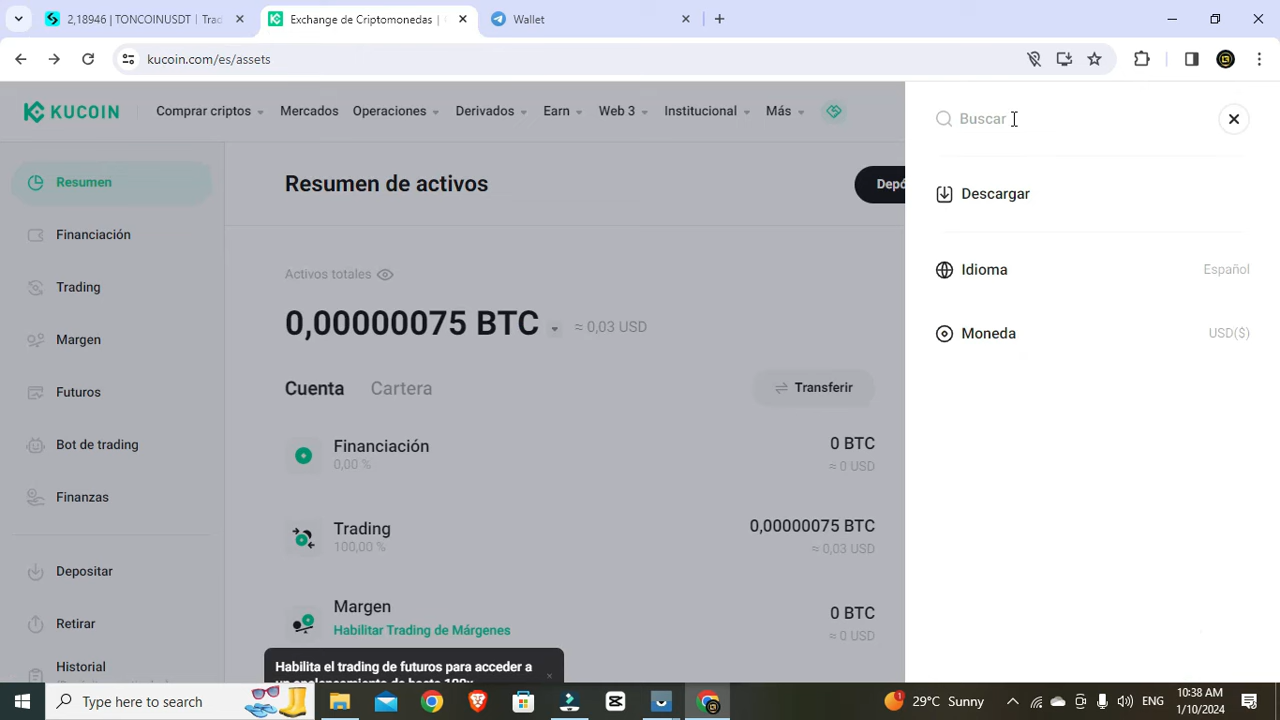 2,18946 | TONCOINUSDT | Trad
Exchange de Criptomonedas |
Wallet
kucoin.com/es/assets
KUCOIN
Comprar criptos
Mercados
Operaciones
Derivados
Earn
Web 3
Institucional
Más
Buscar
Resumen
Financiación
Trading
Margen
Futuros
Bot de trading
Finanzas
Depositar
Retirar
Historial
Resumen de activos
Depó
Activos totales
0,00000075 BTC ≈ 0,03 USD
Cuenta Cartera
Transferir
Financiación 0 BTC
0,00 % ≈ 0 USD
Trading 0,00000075 BTC
100,00 % ≈ 0,03 USD
Margen 0 BTC
Habilitar Trading de Márgenes ≈ 0 USD
Habilita el trading de futuros para acceder a
Descargar
Idioma Español
Moneda USD($)
Type here to search
1
29°C Sunny
ENG
10:38 AM
1/10/2024